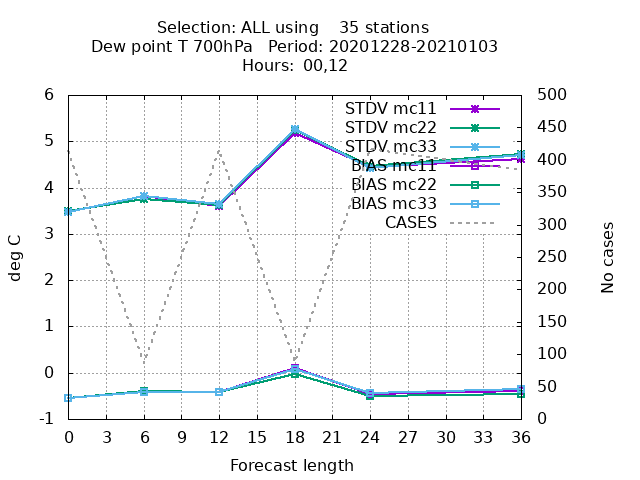 Selection: ALL using    35 stations
Dew point T 700hPa   Period: 20201228-20210103
Hours: 00,12
6
5
4
3
2
1
0
-1
deg C
STDV mc11
STDV mc22
STDV mc33
BIAS mc11
BIAS mc22
BIAS mc33
CASES
500
450
400
350
300
250
200
150
100
50
0
No cases
0 3 6 9 12 15 18 21 24 27 30 33 36
Forecast length